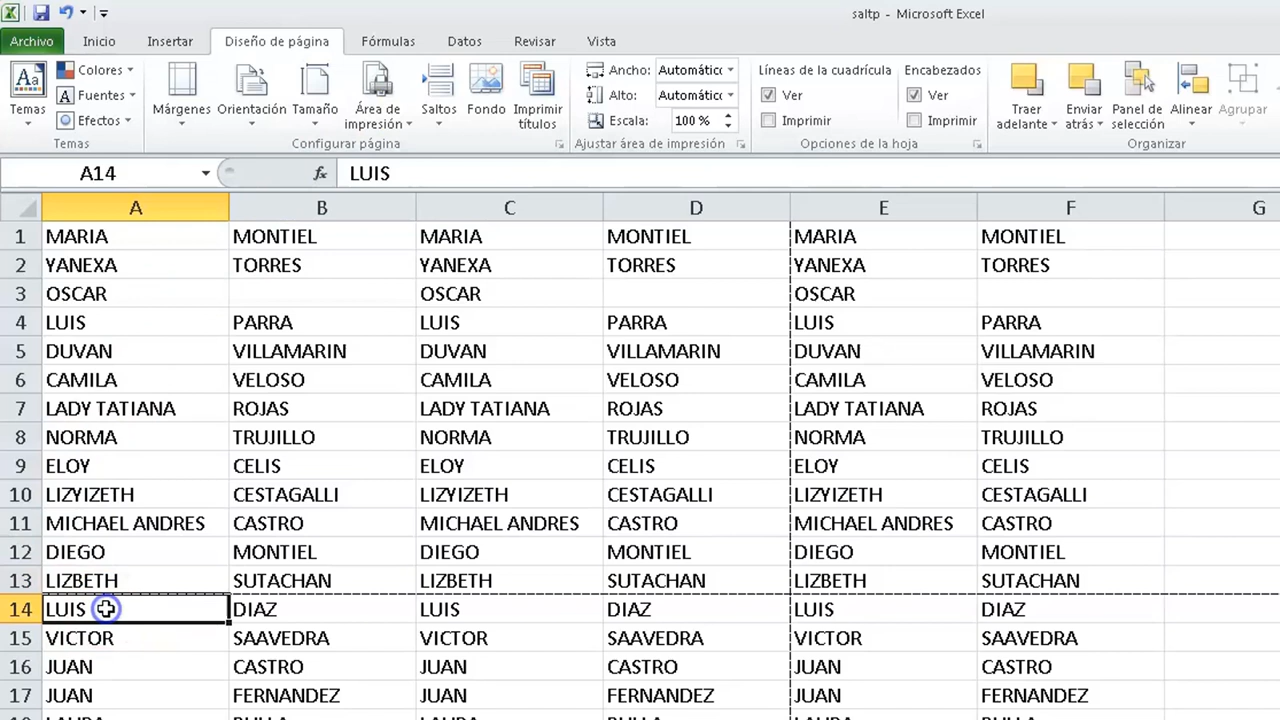 saltp - Microsoft Excel
Archivo Inicio Insertar Diseño de página Fórmulas Datos Revisar Vista
Aa Temas
Colores
A Fuentes
Efectos
Temas
Márgenes
Orientación
Tamaño
Área de impresión
Saltos
Fondo
Imprimir títulos
Configurar página
Ancho: Automátic
Alto: Automátic
Escala: 100 %
Ajustar área de impresión
Líneas de la cuadrícula
Ver
Imprimir
Encabezados
Ver
Imprimir
Opciones de la hoja
Traer adelante
Enviar atrás
Panel de selección
Alinear
Agrupar
Organizar
A14 fx LUIS
A B C D E F G
1 MARIA MONTIEL MARIA MONTIEL MARIA MONTIEL
2 YANEXA TORRES YANEXA TORRES YANEXA TORRES
3 OSCAR OSCAR OSCAR
4 LUIS PARRA LUIS PARRA LUIS PARRA
5 DUVAN VILLAMARIN DUVAN VILLAMARIN DUVAN VILLAMARIN
6 CAMILA VELOSO CAMILA VELOSO CAMILA VELOSO
7 LADY TATIANA ROJAS LADY TATIANA ROJAS LADY TATIANA ROJAS
8 NORMA TRUJILLO NORMA TRUJILLO NORMA TRUJILLO
9 ELOY CELIS ELOY CELIS ELOY CELIS
10 LIZYIZETH CESTAGALLI LIZYIZETH CESTAGALLI LIZYIZETH CESTAGALLI
11 MICHAEL ANDRES CASTRO MICHAEL ANDRES CASTRO MICHAEL ANDRES CASTRO
12 DIEGO MONTIEL DIEGO MONTIEL DIEGO MONTIEL
13 LIZBETH SUTACHAN LIZBETH SUTACHAN LIZBETH SUTACHAN
14 LUIS DIAZ LUIS DIAZ LUIS DIAZ
15 VICTOR SAAVEDRA VICTOR SAAVEDRA VICTOR SAAVEDRA
16 JUAN CASTRO JUAN CASTRO JUAN CASTRO
17 JUAN FERNANDEZ JUAN FERNANDEZ JUAN FERNANDEZ